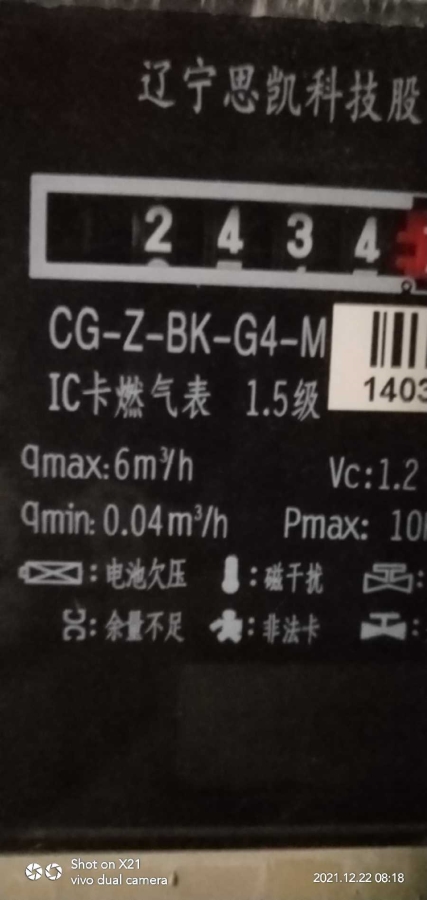 辽宁思凯科技股
2434
CG-Z-BK-G4-M
IC卡燃气表 1.5级
1403
qmax:6m³/h Vc:1.2
qmin:0.04m³/h Pmax: 10
:电池欠压 :磁干扰 :
:余量不足 :非法卡 :
Shot on X21
vivo dual camera
2021.12.22 08:18